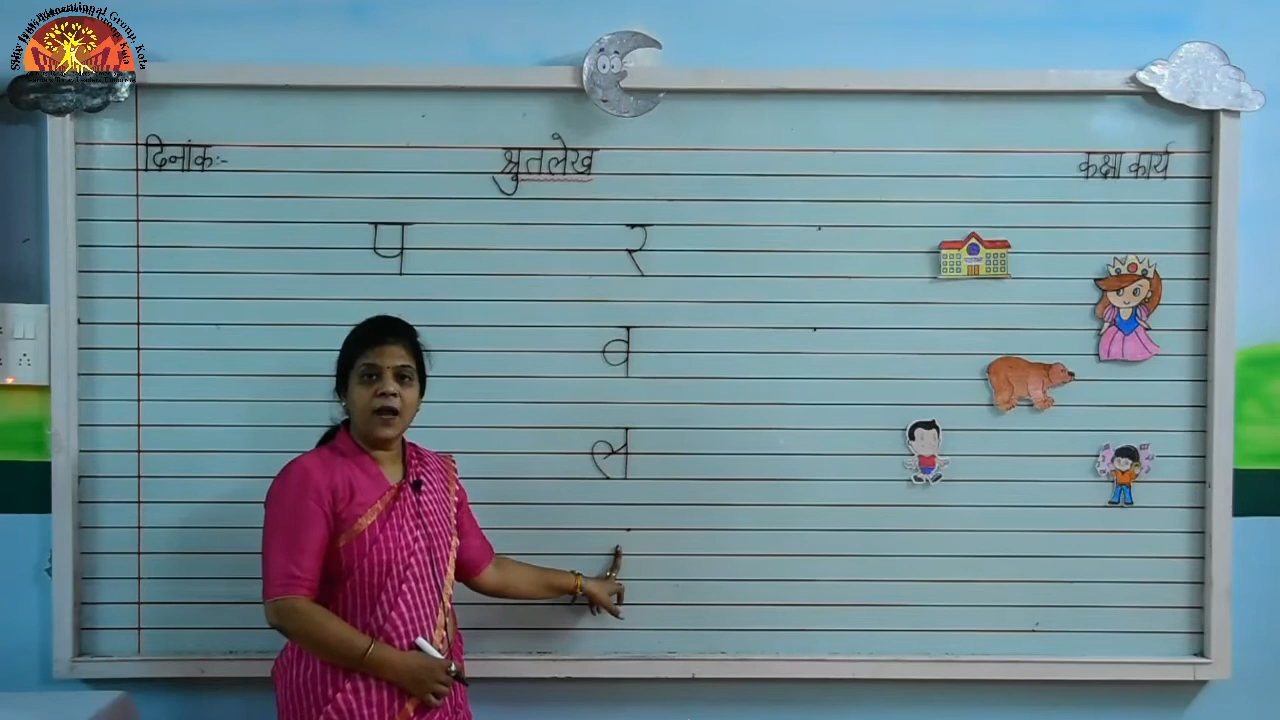 दिनांकः-
श्रुतलेख
कक्षा कार्य
प
र
व
ल